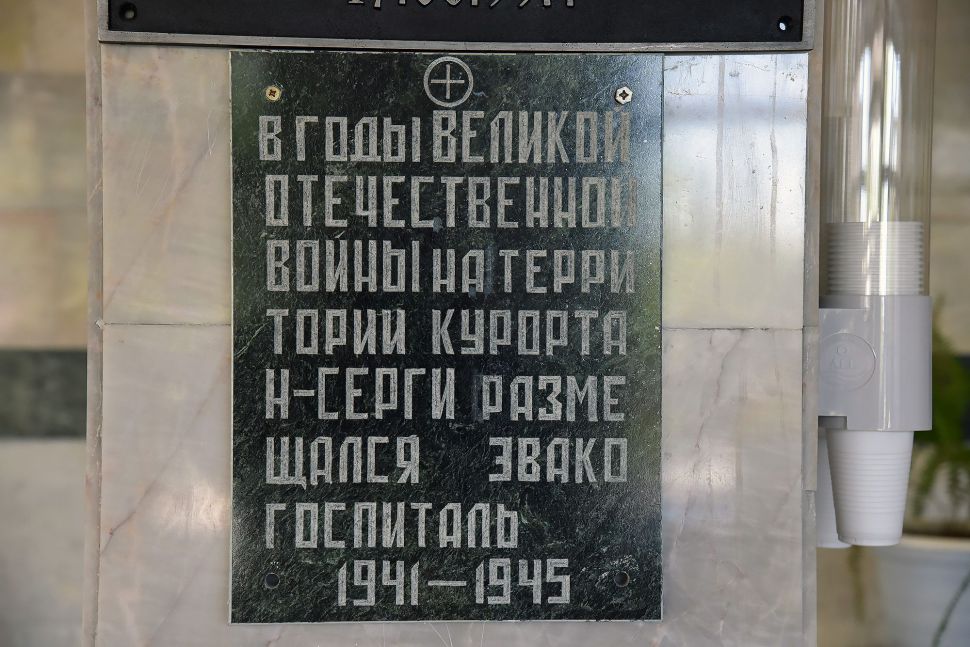 В ГОДЫ ВЕЛИКОЙ
ОТЕЧЕСТВЕННОЙ
ВОЙНЫ НА ТЕРРИ
ТОРИИ КУРОРТА
Н-СЕРГИ РАЗМЕ
ЩАЛСЯ ЭВАКО
ГОСПИТАЛЬ
1941—1945